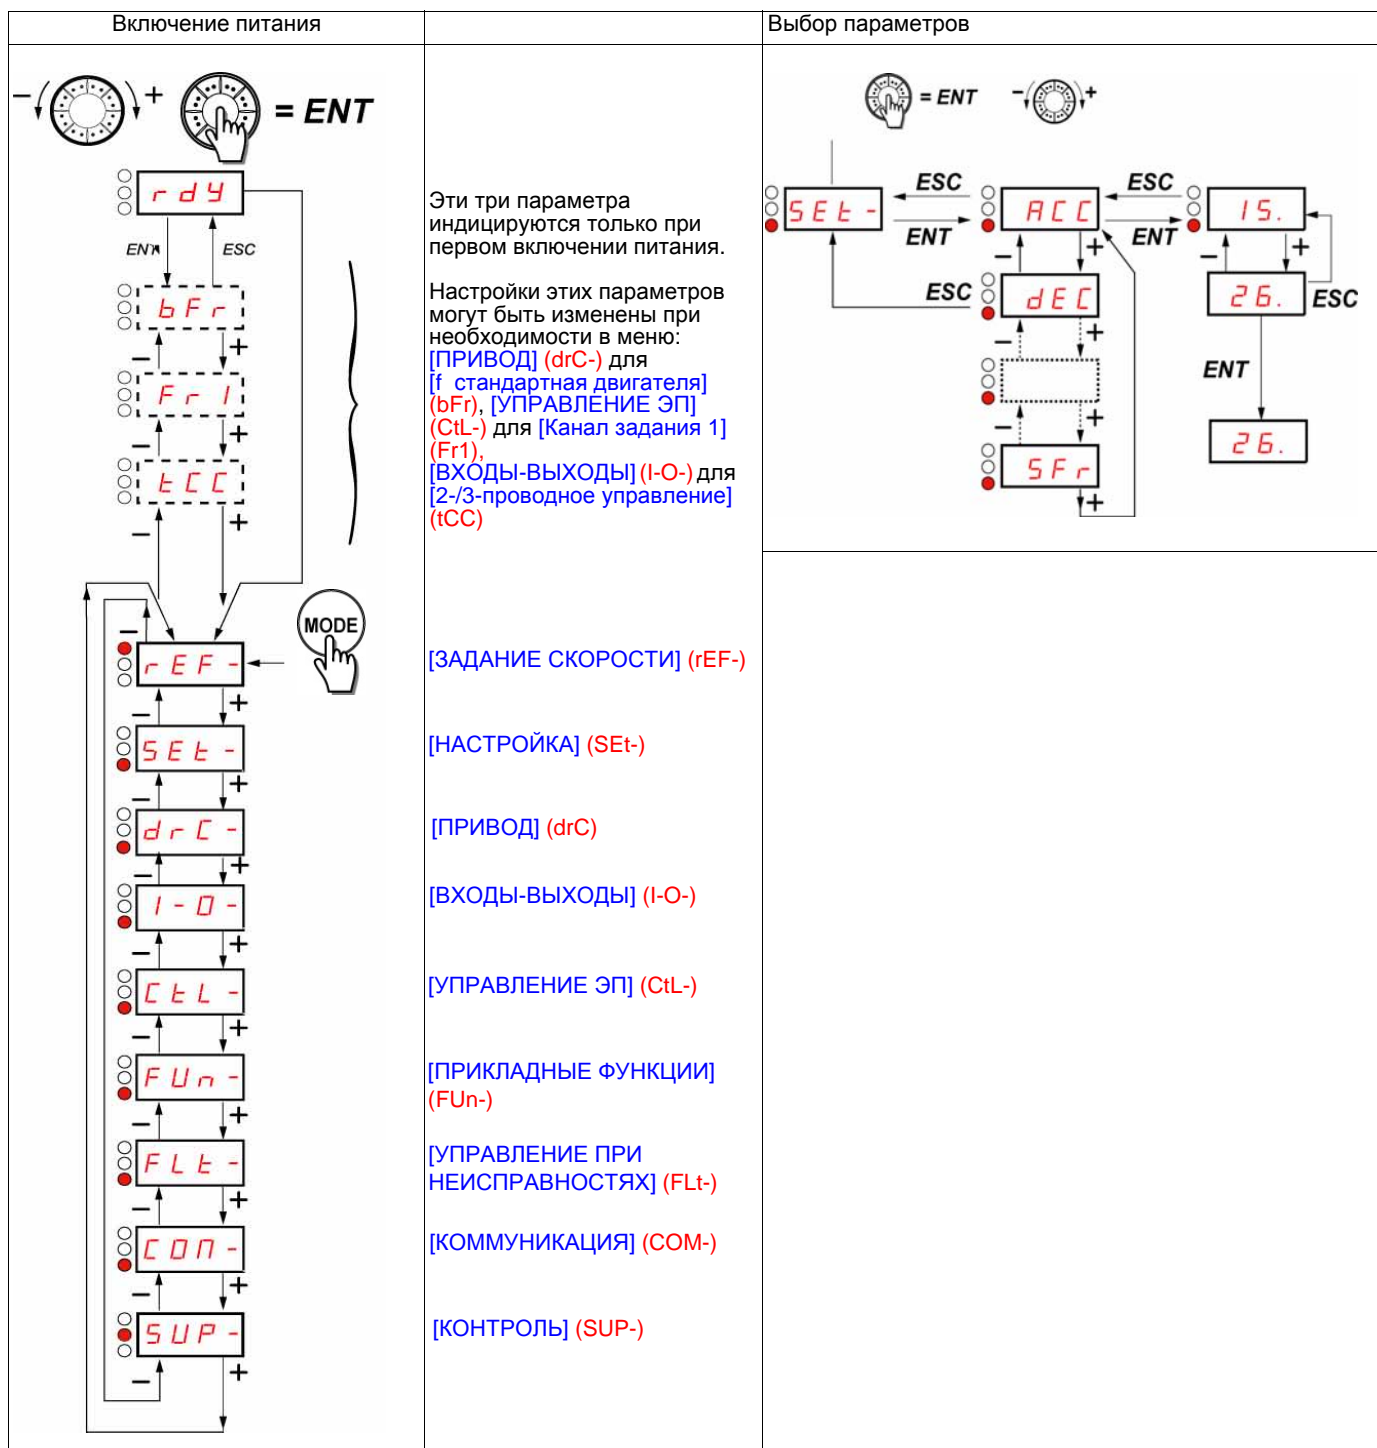 Включение питания
Выбор параметров
− + = ENT
= ENT − +
rdY
ENT ESC
bFr
− +
Fr1
− +
tCC
− +
Эти три параметра
индицируются только при
первом включении питания.
Настройки этих параметров
могут быть изменены при
необходимости в меню:
[ПРИВОД] (drC-) для
[f стандартная двигателя]
(bFr), [УПРАВЛЕНИЕ ЭП]
(CtL-) для [Канал задания 1]
(Fr1),
[ВХОДЫ-ВЫХОДЫ] (I-O-) для
[2-/3-проводное управление]
(tCC)
SEt- ESC ACC ESC 15.
ENT ENT
− + − +
ESC dEC 26. ESC
− +
ENT
− + 26.
SFr
+
MODE
−
rEF- [ЗАДАНИЕ СКОРОСТИ] (rEF-)
− +
SEt- [НАСТРОЙКА] (SEt-)
− +
drC- [ПРИВОД] (drC)
− +
I-O- [ВХОДЫ-ВЫХОДЫ] (I-O-)
− +
CtL- [УПРАВЛЕНИЕ ЭП] (CtL-)
− +
FUn- [ПРИКЛАДНЫЕ ФУНКЦИИ]
(FUn-)
− +
FLt- [УПРАВЛЕНИЕ ПРИ
НЕИСПРАВНОСТЯХ] (FLt-)
− +
COM- [КОММУНИКАЦИЯ] (COM-)
− +
SUP- [КОНТРОЛЬ] (SUP-)
− +